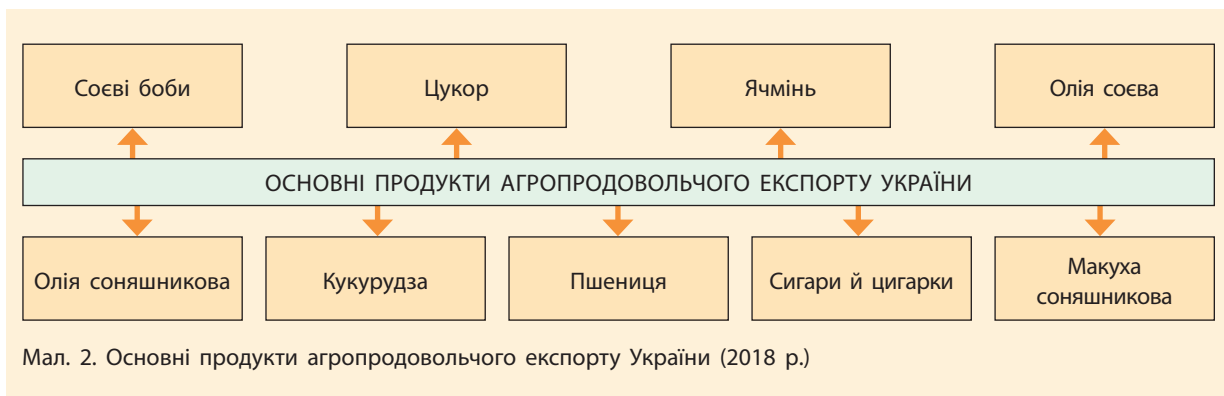 Соєві боби
Цукор
Ячмінь
Олія соєва
ОСНОВНІ ПРОДУКТИ АГРОПРОДОВОЛЬЧОГО ЕКСПОРТУ УКРАЇНИ
Олія соняшникова
Кукурудза
Пшениця
Сигари й цигарки
Макуха
соняшникова
Мал. 2. Основні продукти агропродовольчого експорту України (2018 р.)